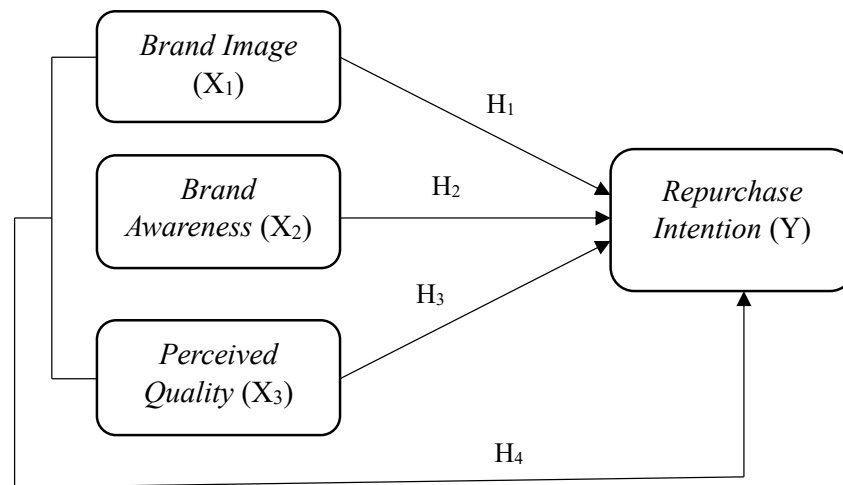 Brand Image
(X₁)
H₁
Brand
Awareness (X₂)
H₂
Repurchase
Intention (Y)
Perceived
Quality (X₃)
H₃
H₄